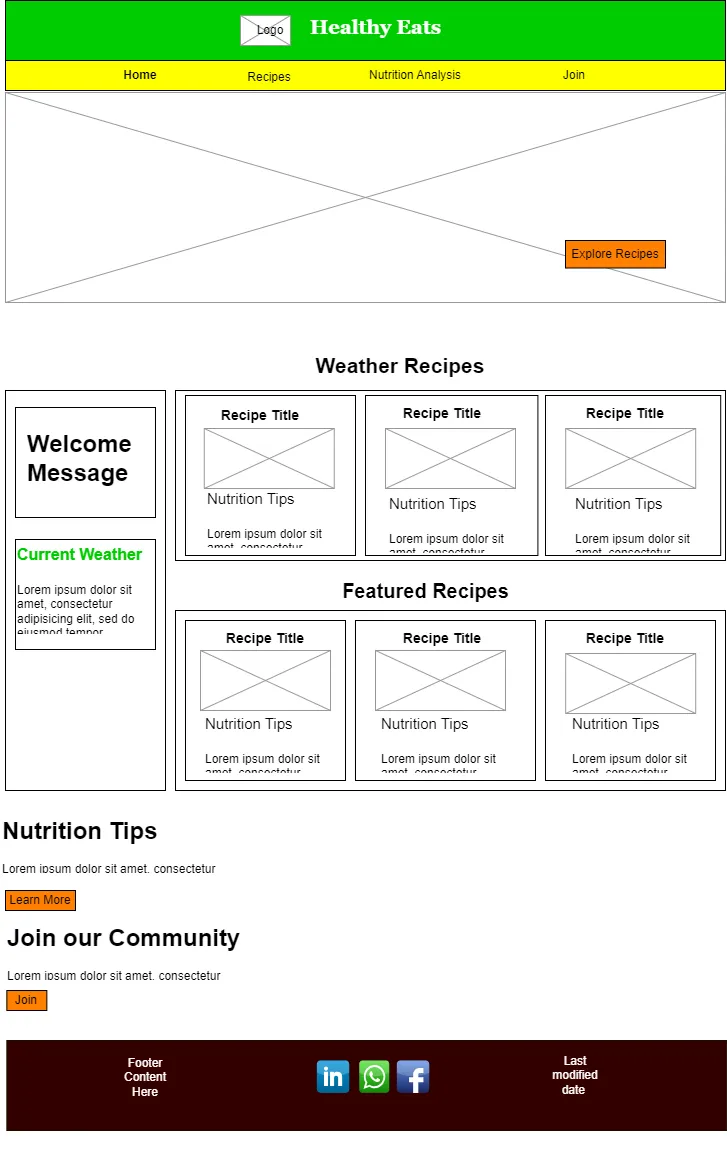 Logo
Healthy Eats
Home
Recipes
Nutrition Analysis
Join
Explore Recipes
Weather Recipes
Welcome
Message
Current Weather
Lorem ipsum dolor sit
amet, consectetur
adipisicing elit, sed do
eiusmod tempor
Recipe Title
Nutrition Tips
Lorem ipsum dolor sit
amet, consectetur
Recipe Title
Nutrition Tips
Lorem ipsum dolor sit
amet, consectetur
Recipe Title
Nutrition Tips
Lorem ipsum dolor sit
amet, consectetur
Featured Recipes
Recipe Title
Nutrition Tips
Lorem ipsum dolor sit
amet, consectetur
Recipe Title
Nutrition Tips
Lorem ipsum dolor sit
amet, consectetur
Recipe Title
Nutrition Tips
Lorem ipsum dolor sit
amet, consectetur
Nutrition Tips
Lorem ipsum dolor sit amet, consectetur
Learn More
Join our Community
Lorem ipsum dolor sit amet, consectetur
Join
Footer
Content
Here
in
f
Last
modified
date